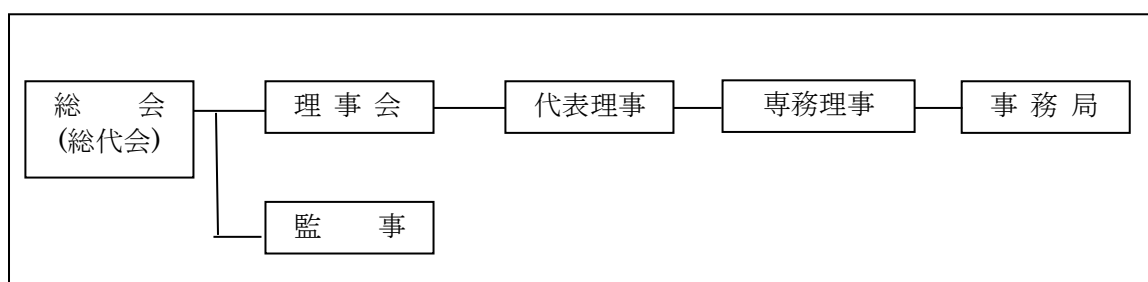 総　　会
(総代会)
理 事 会
代表理事
専務理事
事 務 局
監　　事